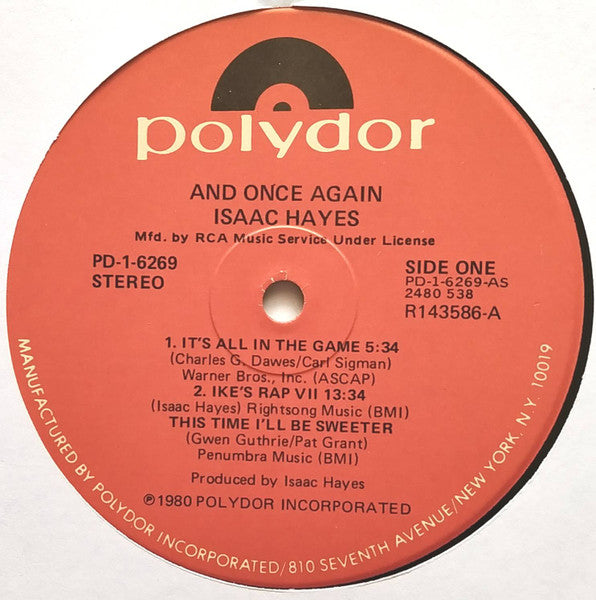 polydor
AND ONCE AGAIN
ISAAC HAYES
Mfd. by RCA Music Service Under License
PD-1-6269
STEREO
SIDE ONE
PD-1-6269-AS
2480 538
R143586-A
1. IT'S ALL IN THE GAME 5:34
(Charles G. Dawes/Carl Sigman)
Warner Bros., Inc. (ASCAP)
2. IKE'S RAP VII 13:34
(Isaac Hayes) Rightsong Music (BMI)
THIS TIME I'LL BE SWEETER
(Gwen Guthrie/Pat Grant)
Penumbra Music (BMI)
Produced by Isaac Hayes
Ⓟ1980 POLYDOR INCORPORATED
MANUFACTURED BY POLYDOR INCORPORATED/810 SEVENTH AVENUE/NEW YORK, N.Y. 10019